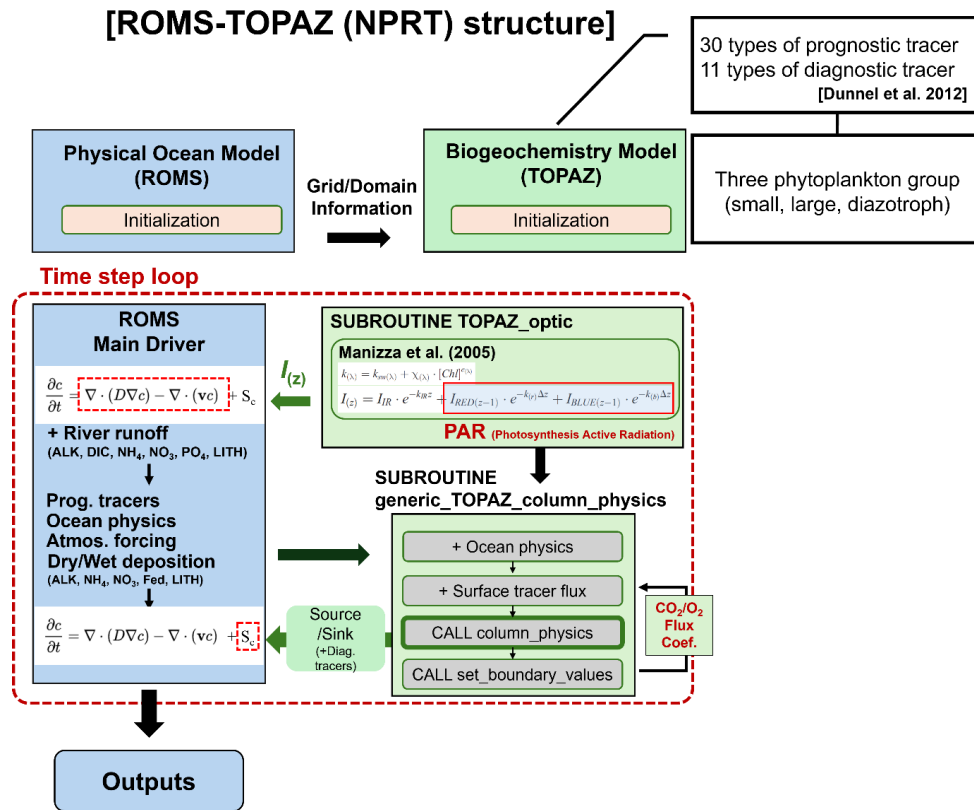 [ROMS-TOPAZ (NPRT) structure]
30 types of prognostic tracer
11 types of diagnostic tracer
[Dunnel et al. 2012]
Three phytoplankton group
(small, large, diazotroph)
Physical Ocean Model
(ROMS)
Initialization
Grid/Domain
Information
Biogeochemistry Model
(TOPAZ)
Initialization
Time step loop
ROMS
Main Driver
∂c/∂t = ∇ · (D∇c) − ∇ · (vc) + S_c
+ River runoff
(ALK, DIC, NH₄, NO₃, PO₄, LITH)
Prog. tracers
Ocean physics
Atmos. forcing
Dry/Wet deposition
(ALK, NH₄, NO₃, Fed, LITH)
∂c/∂t = ∇ · (D∇c) − ∇ · (vc) + S_c
I(z)
SUBROUTINE TOPAZ_optic
Manizza et al. (2005)
k(λ) = k_sw(λ) + χ(λ) · [Chl]^e(λ)
I(z) = I_IR · e^−k_IR z + I_RED(z−1) · e^−k(r)Δz + I_BLUE(z−1) · e^−k(b)Δz
PAR (Photosynthesis Active Radiation)
SUBROUTINE
generic_TOPAZ_column_physics
+ Ocean physics
+ Surface tracer flux
CALL column_physics
CALL set_boundary_values
CO₂/O₂
Flux
Coef.
Source
/Sink
(+Diag.
tracers)
Outputs